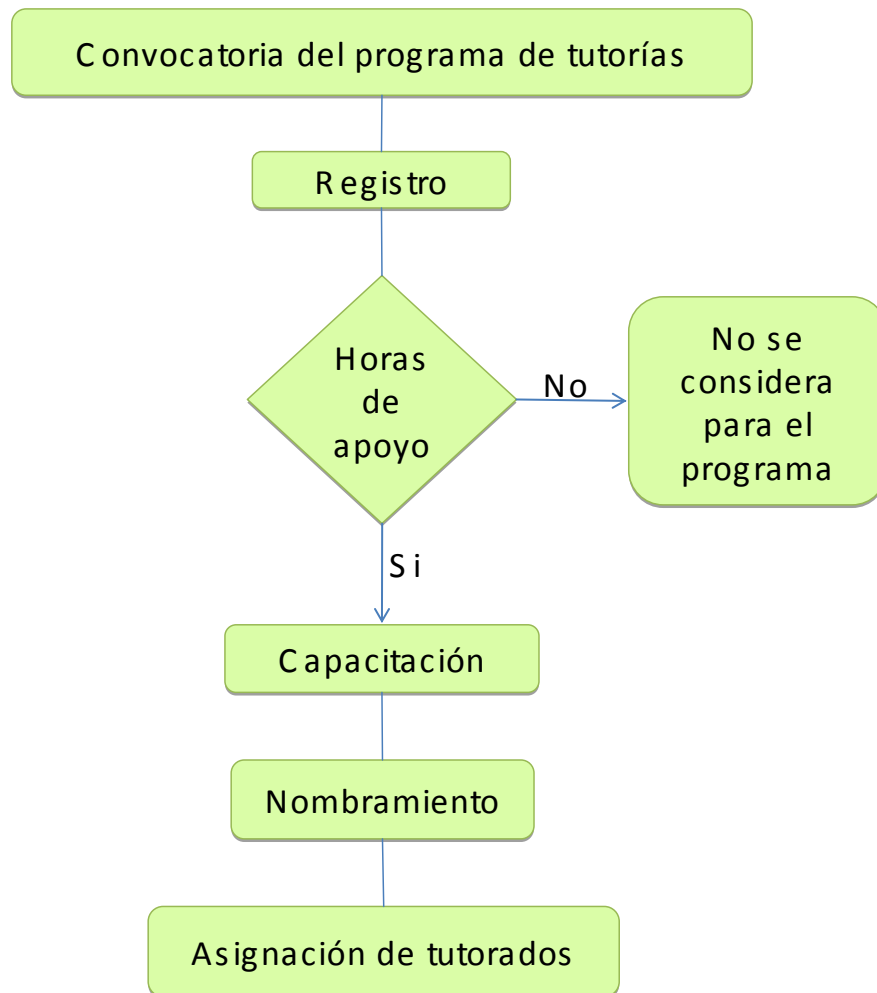 Convocatoria del programa de tutorías
Registro
Horas
de
apoyo
No
No se
considera
para el
programa
Si
Capacitación
Nombramiento
Asignación de tutorados